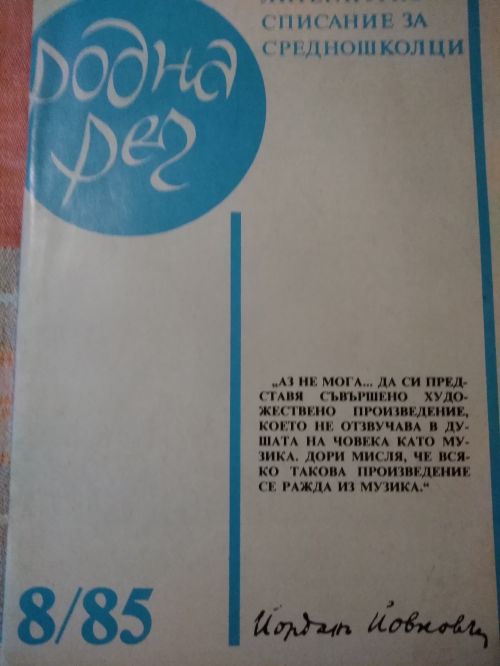 родна
реч
СПИСАНИЕ ЗА
СРЕДНОШКОЛЦИ
„АЗ НЕ МОГА... ДА СИ ПРЕД-
СТАВЯ СЪВЪРШЕНО ХУДО-
ЖЕСТВЕНО ПРОИЗВЕДЕНИЕ,
КОЕТО НЕ ОТЗВУЧАВА В ДУ-
ШАТА НА ЧОВЕКА КАТО МУ-
ЗИКА. ДОРИ МИСЛЯ, ЧЕ ВСЯ-
КО ТАКОВА ПРОИЗВЕДЕНИЕ
СЕ РАЖДА ИЗ МУЗИКА.“
8/85
Йорданъ Йовковъ